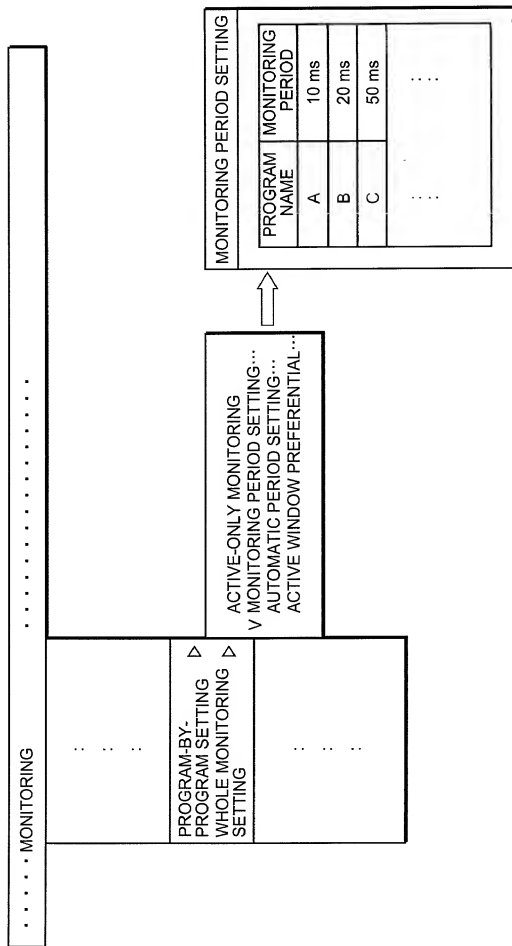 · · · · · MONITORING · · · · · · · · · · · · · · ·
: : :
PROGRAM-BY-
PROGRAM SETTING ▷
WHOLE MONITORING ▷
SETTING
: : :
ACTIVE-ONLY MONITORING
V MONITORING PERIOD SETTING···
AUTOMATIC PERIOD SETTING···
ACTIVE WINDOW PREFERENTIAL···
MONITORING PERIOD SETTING
PROGRAM NAME MONITORING PERIOD
A 10 ms
B 20 ms
C 50 ms
: : : :